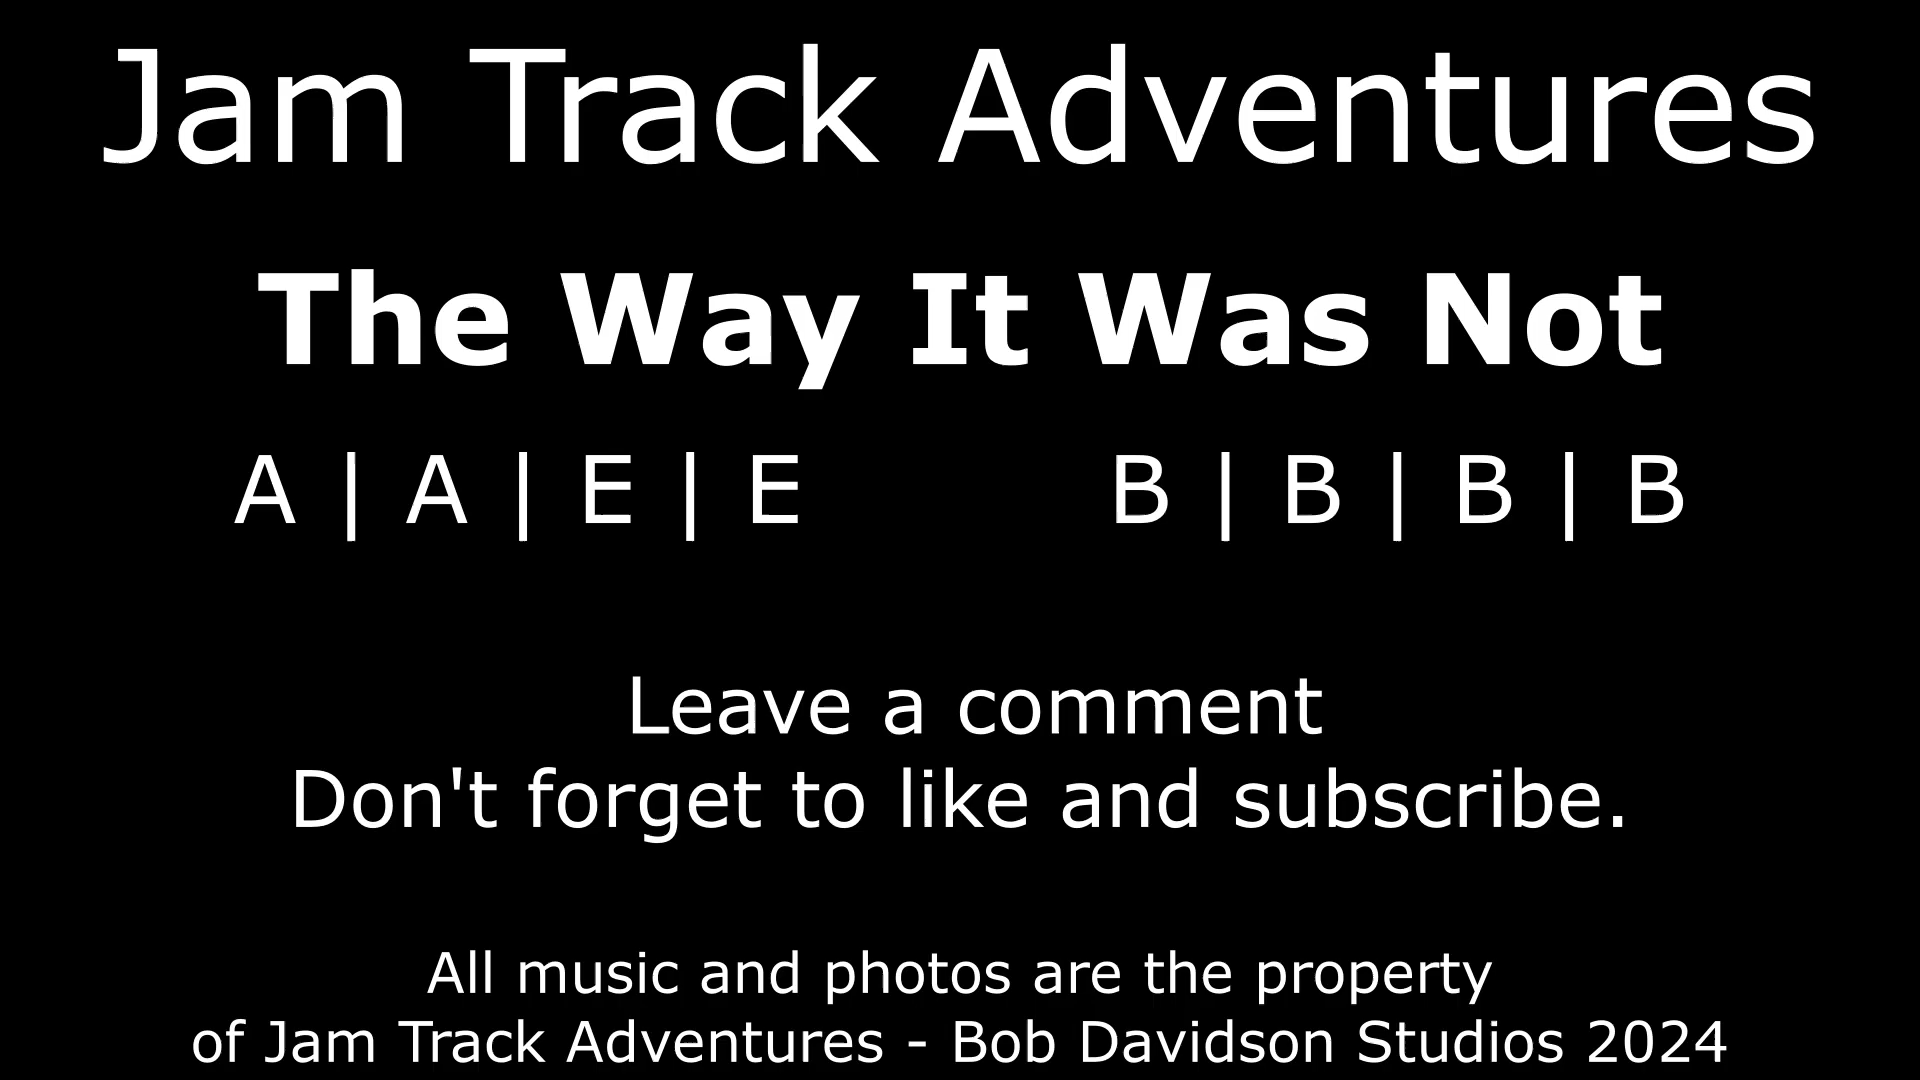 Jam Track Adventures
The Way It Was Not
A | A | E | E B | B | B | B
Leave a comment
Don't forget to like and subscribe.
All music and photos are the property
of Jam Track Adventures - Bob Davidson Studios 2024